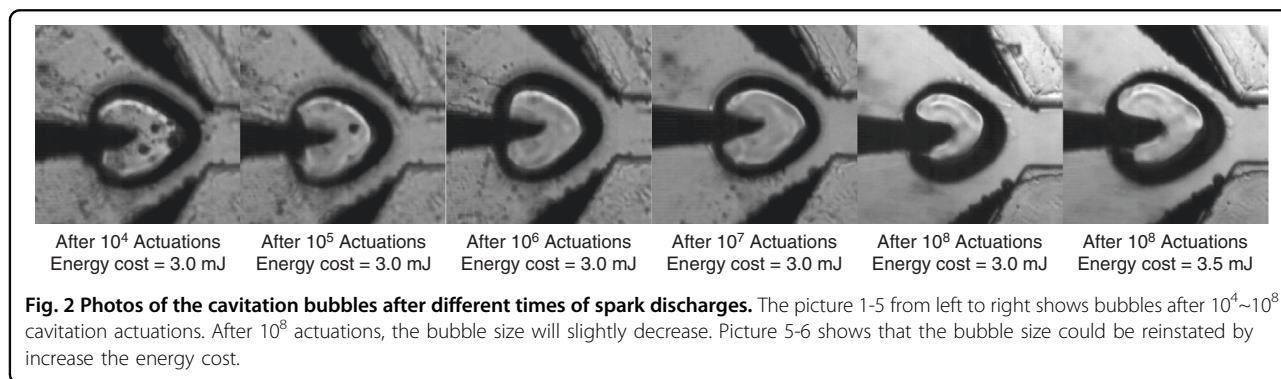 After 10⁴ Actuations
Energy cost = 3.0 mJ
After 10⁵ Actuations
Energy cost = 3.0 mJ
After 10⁶ Actuations
Energy cost = 3.0 mJ
After 10⁷ Actuations
Energy cost = 3.0 mJ
After 10⁸ Actuations
Energy cost = 3.0 mJ
After 10⁸ Actuations
Energy cost = 3.5 mJ
Fig. 2 Photos of the cavitation bubbles after different times of spark discharges. The picture 1-5 from left to right shows bubbles after 10⁴~10⁸
cavitation actuations. After 10⁸ actuations, the bubble size will slightly decrease. Picture 5-6 shows that the bubble size could be reinstated by
increase the energy cost.